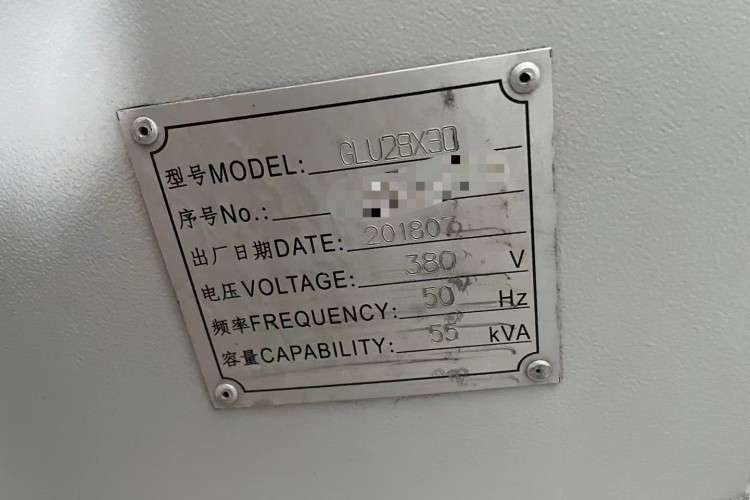 型号MODEL: GLU28X30
序号No.:
出厂日期DATE: 201807
电压VOLTAGE: 380 V
频率FREQUENCY: 50 Hz
容量CAPABILITY: 55 kVA